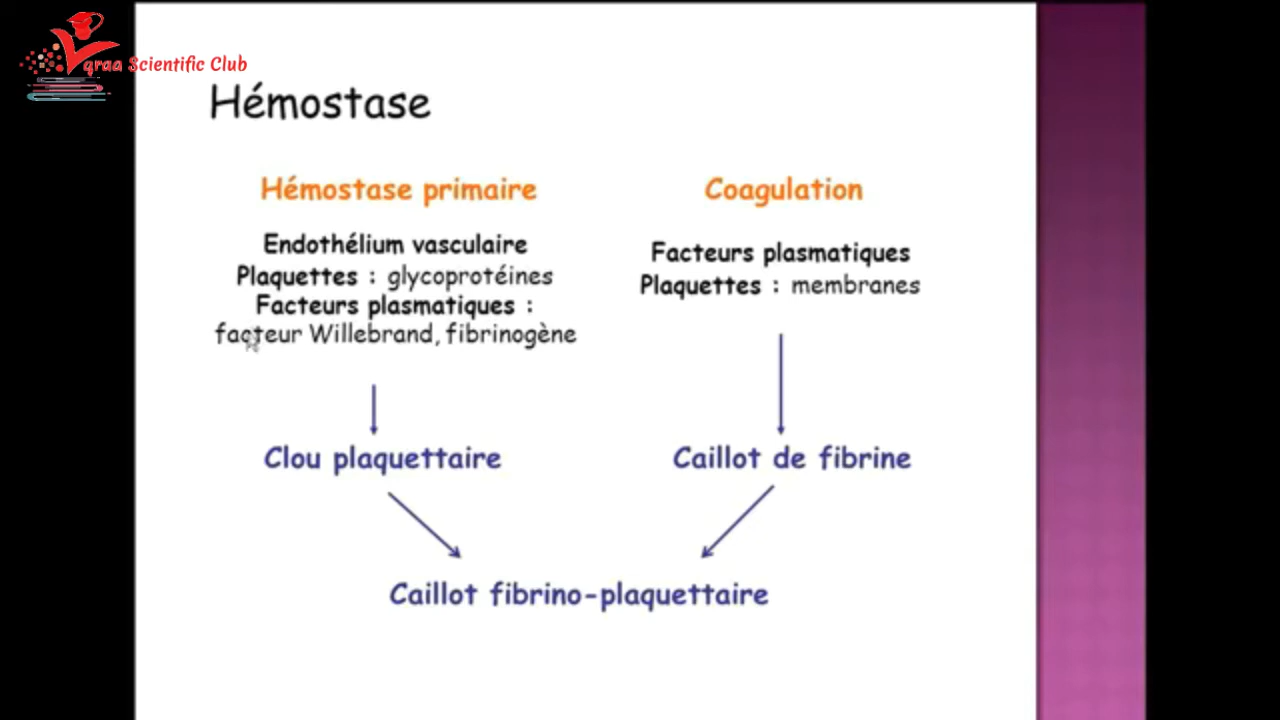 qraa Scientific Club
Hémostase
Hémostase primaire
Endothélium vasculaire
Plaquettes : glycoprotéines
Facteurs plasmatiques :
facteur Willebrand, fibrinogène
Clou plaquettaire
Coagulation
Facteurs plasmatiques
Plaquettes : membranes
Caillot de fibrine
Caillot fibrino-plaquettaire